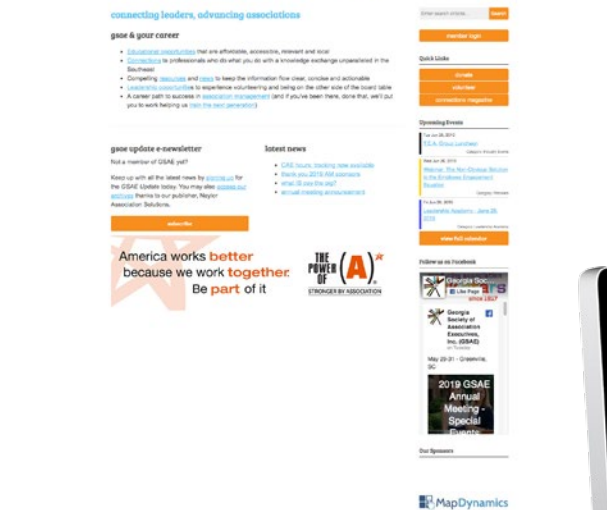 connecting leaders, advancing associations
gsae & your career
Educational opportunities that are affordable, accessible, relevant and local
Connections to professionals who do what you do with a knowledge exchange unparalleled in the
Southeast
Compelling resources and news to keep the information flow clear, concise and actionable
Leadership opportunities to experience volunteering and being on the other side of the board table
A career path to success in association management (and if you've been there, done that, we'll put
you to work helping us train the next generation)
gsae update e-newsletter
Not a member of GSAE yet?
Keep up with all the latest news by signing up for
the GSAE Update today. You may also access our
archives thanks to our publisher, Naylor
Association Solutions.
subscribe
latest news
CAE hours: tracking now available
thank you 2019 AM sponsors
what IS pay the pag?
annual meeting announcement
America works better
because we work together.
Be part of it
THE
POWER
OF
(A)
STRONGER BY ASSOCIATION
Enter search criteria...
Search
member login
Quick Links
donate
volunteer
connections magazine
Upcoming Events
Tue Jun 25, 2019
F.C.A. Group Luncheon
Wed Jun 26, 2019
Webinar: The Non-Clinical Solution
to the Employee Engagement
Equation
Category: Webinars
Fri Jun 28, 2019
Leadership Academy - June 28,
2019
Category: Leadership Academy
view full calendar
Follow us on Facebook
Georgia Soc...
Like Page
since 1917
Georgia
Society of
Association
Executives,
Inc. (GSAE)
on Tuesday
May 29-31 - Greenville,
SC
2019 GSAE
Annual
Meeting -
Special
Events
Our Sponsors
MapDynamics